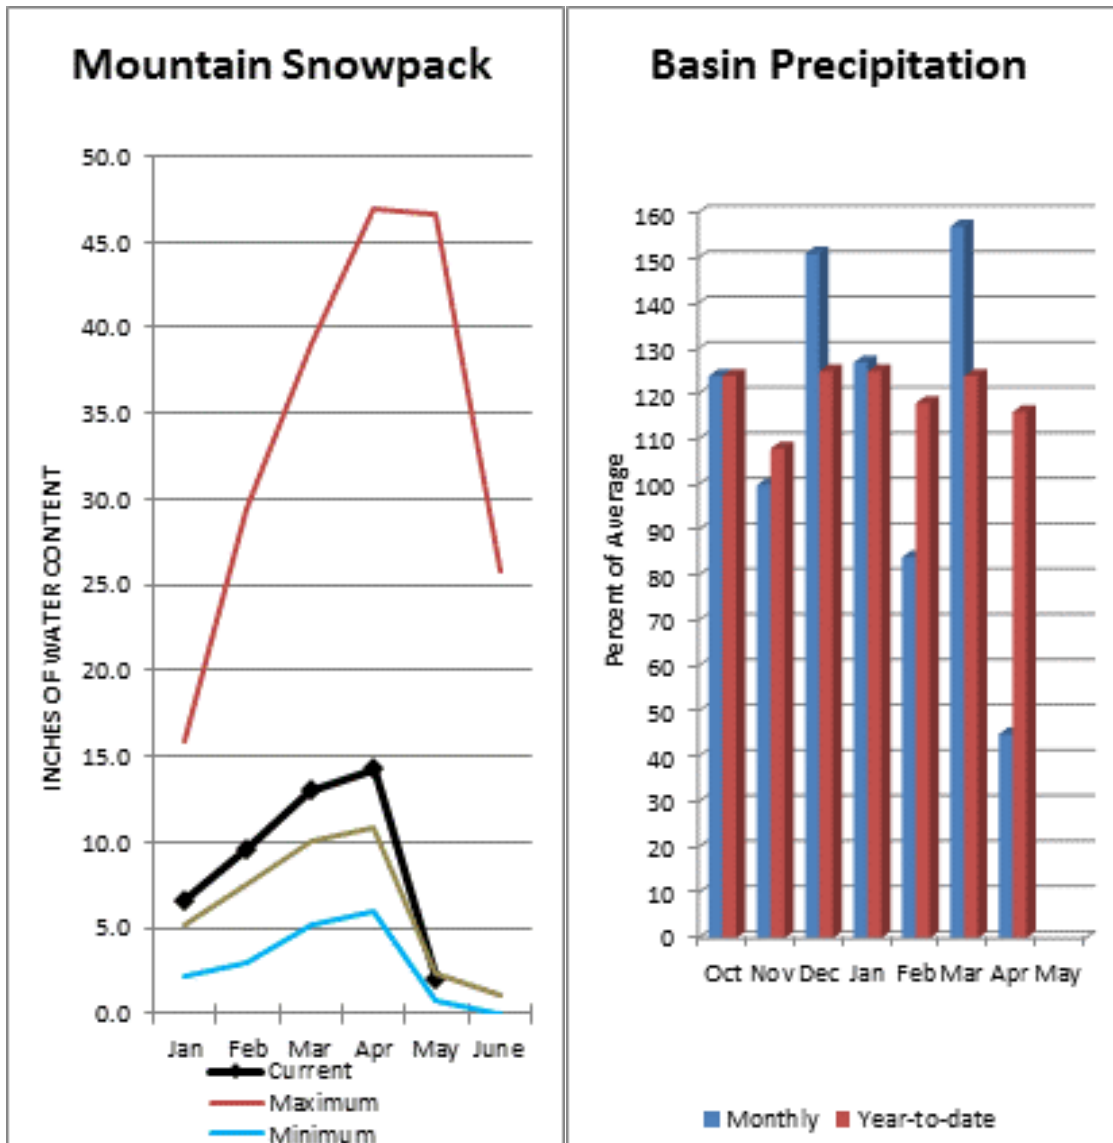 Mountain Snowpack
INCHES OF WATER CONTENT
50.0
45.0
40.0
35.0
30.0
25.0
20.0
15.0
10.0
5.0
0.0
Jan Feb Mar Apr May June
Current
Maximum
Minimum
Basin Precipitation
Percent of Average
160
150
140
130
120
110
100
90
80
70
60
50
40
30
20
10
0
Oct Nov Dec Jan Feb Mar Apr May
Monthly Year-to-date